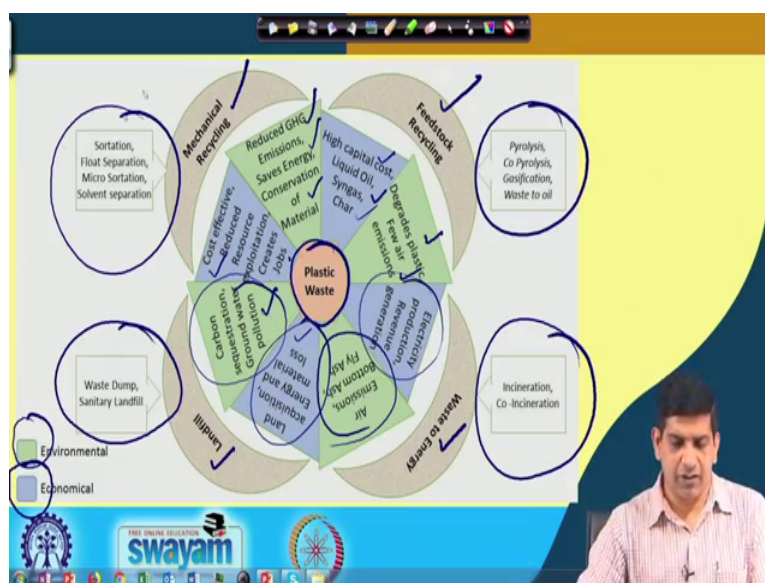 Sortation,
Float Separation,
Micro Sortation,
Solvent separation
Mechanical
Recycling
Reduced GHG
Emissions,
Saves Energy,
Conservation
of
Material
High capital cost,
Liquid Oil,
Syngas,
Char
Feedstock
Recycling
Pyrolysis,
Co Pyrolysis,
Gasification,
Waste to oil
Cost effective,
Reduced
Resource
exploitation,
Creates
Jobs
Degrades plastic
Few air
emissions
Plastic
Waste
Carbon
sequestration,
Ground water
pollution
Electricity
production,
Revenue
generation
Land
acquisition,
Energy and
material
loss
Air
Emissions,
Bottom Ash,
Fly Ash
Waste Dump,
Sanitary Landfill
Landfill
Waste to Energy
Incineration,
Co -Incineration
Environmental
Economical
FREE ONLINE EDUCATION
swayam